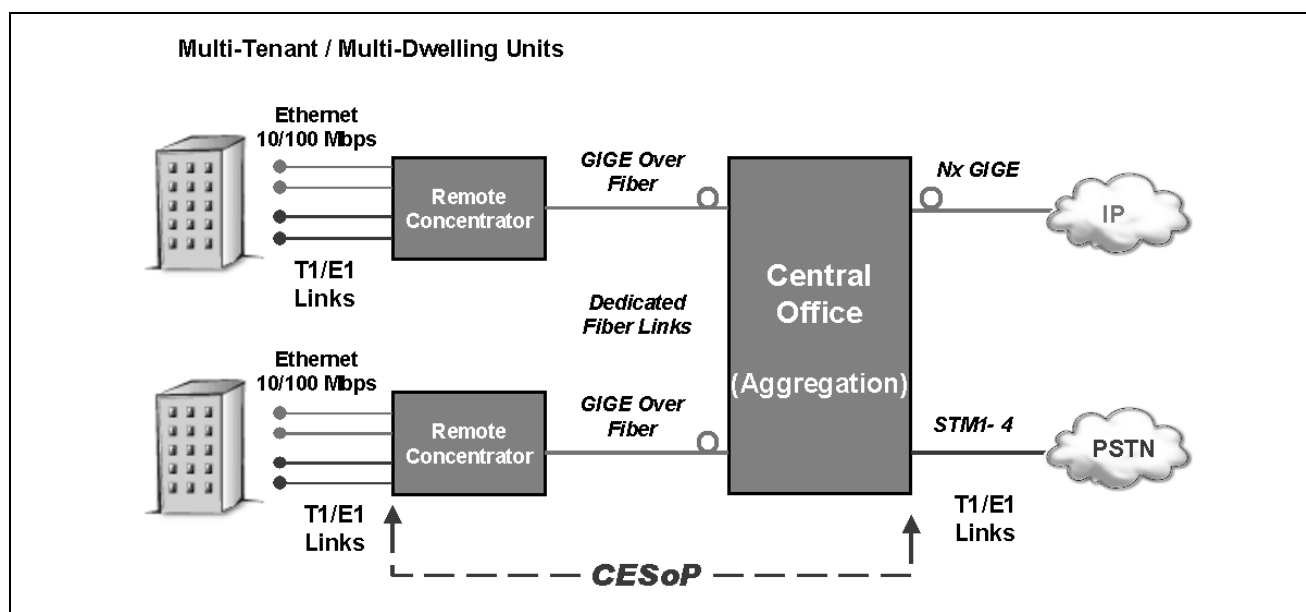 Multi-Tenant / Multi-Dwelling Units
Ethernet
10/100 Mbps
Remote
Concentrator
T1/E1
Links
GIGE Over
Fiber
Dedicated
Fiber Links
Central
Office
(Aggregation)
Nx GIGE
IP
Ethernet
10/100 Mbps
Remote
Concentrator
T1/E1
Links
GIGE Over
Fiber
STM1- 4
PSTN
T1/E1
Links
CESoP